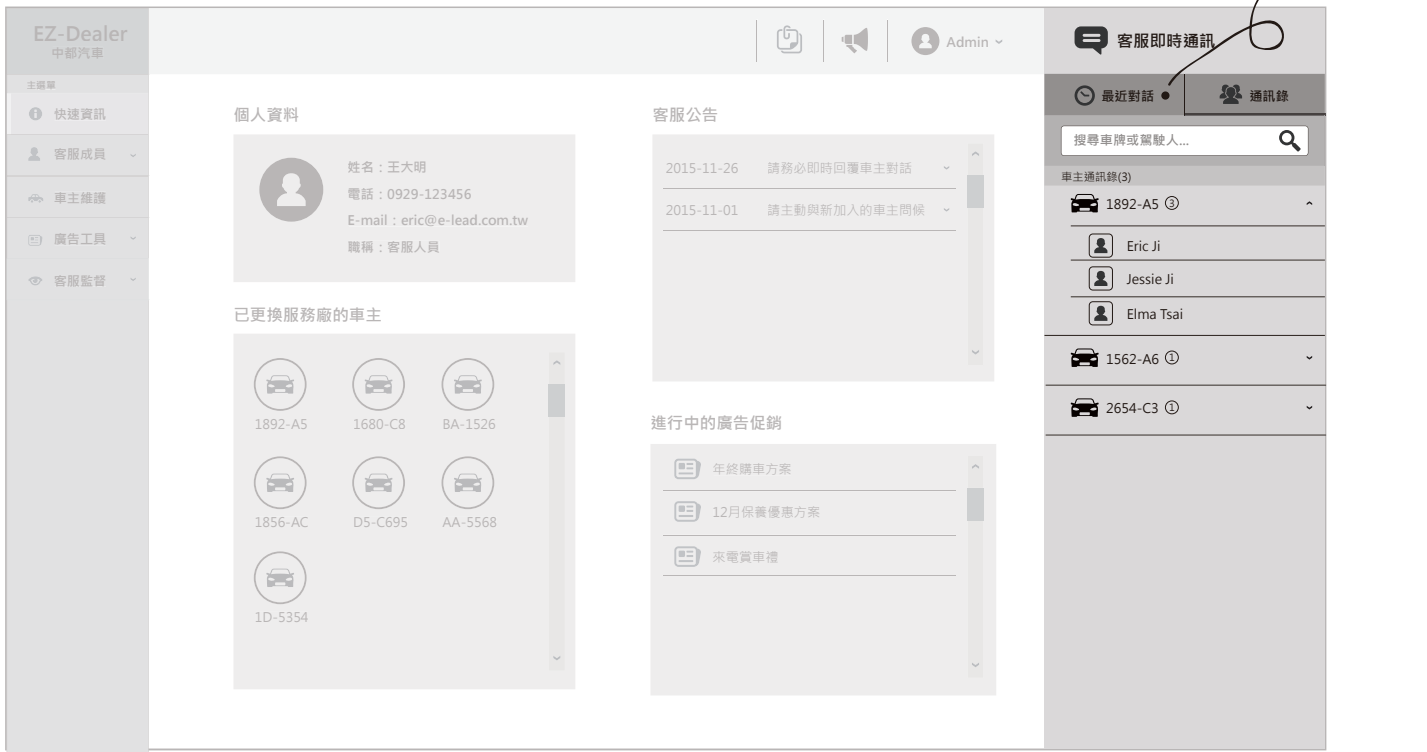 EZ-Dealer
中都汽車
Admin
客服即時通訊
主選單
快速資訊
客服成員
車主維護
廣告工具
客服監督
個人資料
姓名：王大明
電話：0929-123456
E-mail：eric@e-lead.com.tw
職稱：客服人員
已更換服務廠的車主
1892-A5
1680-C8
BA-1526
1856-AC
D5-C695
AA-5568
1D-5354
客服公告
2015-11-26 請務必即時回覆車主對話
2015-11-01 請主動與新加入的車主問候
進行中的廣告促銷
年終購車方案
12月保養優惠方案
來電賞車禮
最近對話
通訊錄
搜尋車牌或駕駛人...
車主通訊錄(3)
1892-A5 ③
Eric Ji
Jessie Ji
Elma Tsai
1562-A6 ①
2654-C3 ①